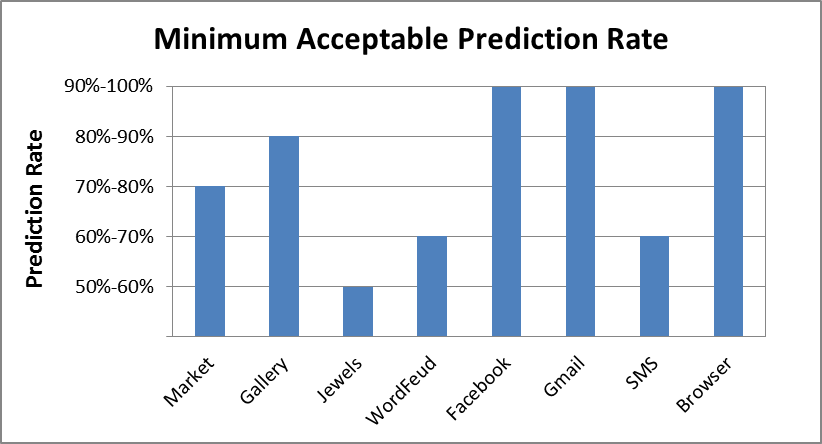 Minimum Acceptable Prediction Rate
Prediction Rate
90%-100%
80%-90%
70%-80%
60%-70%
50%-60%
Market
Gallery
Jewels
WordFeud
Facebook
Gmail
SMS
Browser